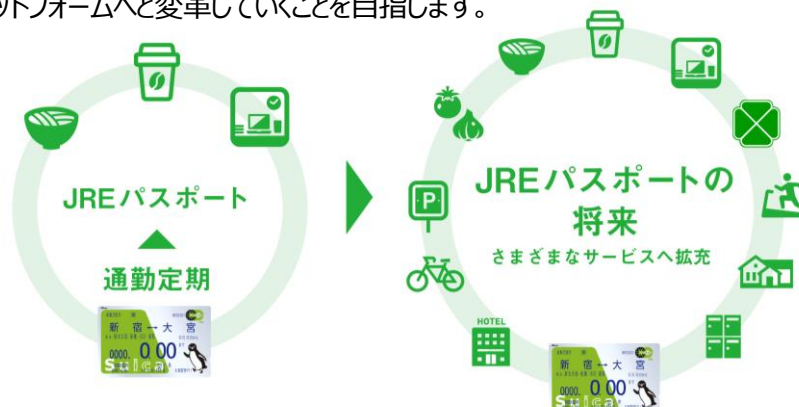 ットフォームへと変革していくことを目指します。
JREパスポート
通勤定期
新 宿 ↔ 大 宮
0000. 0.00
Suica
JREパスポートの
将来
さまざまなサービスへ拡充
P
HOTEL
新 宿 ↔ 大 宮
0000. 0.00
Suica